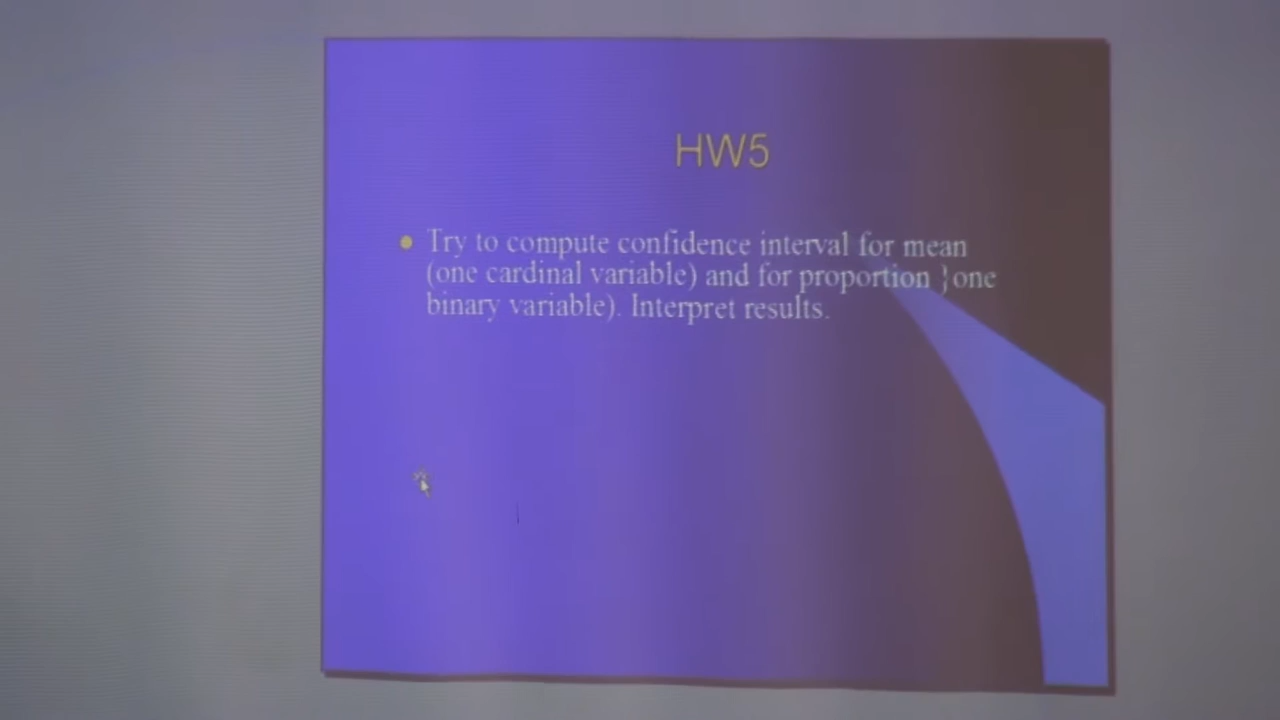 HW5
Try to compute confidence interval for mean
(one cardinal variable) and for proportion }one
binary variable). Interpret results.